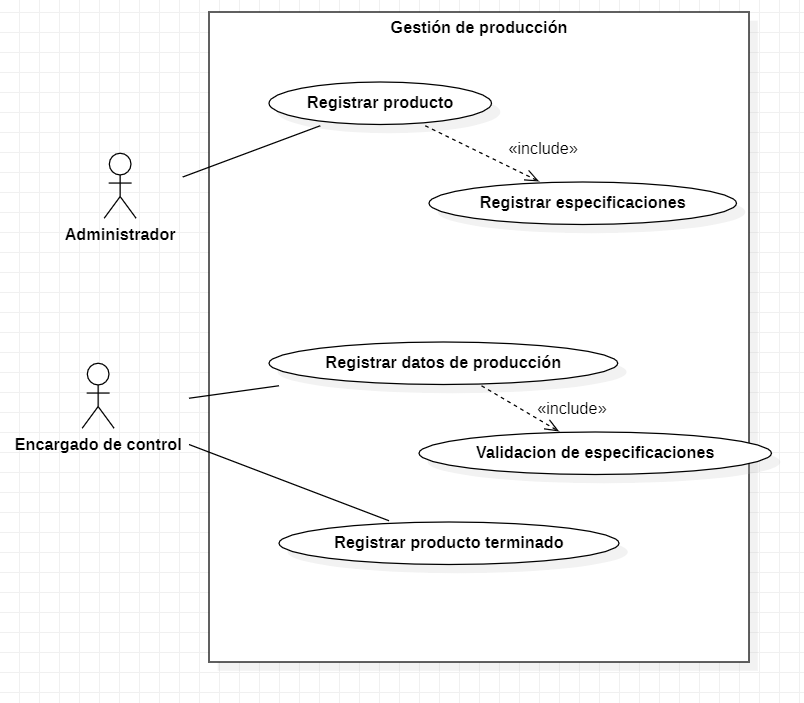 Gestión de producción
Registrar producto
«include»
Registrar especificaciones
Administrador
Registrar datos de producción
«include»
Encargado de control
Validacion de especificaciones
Registrar producto terminado